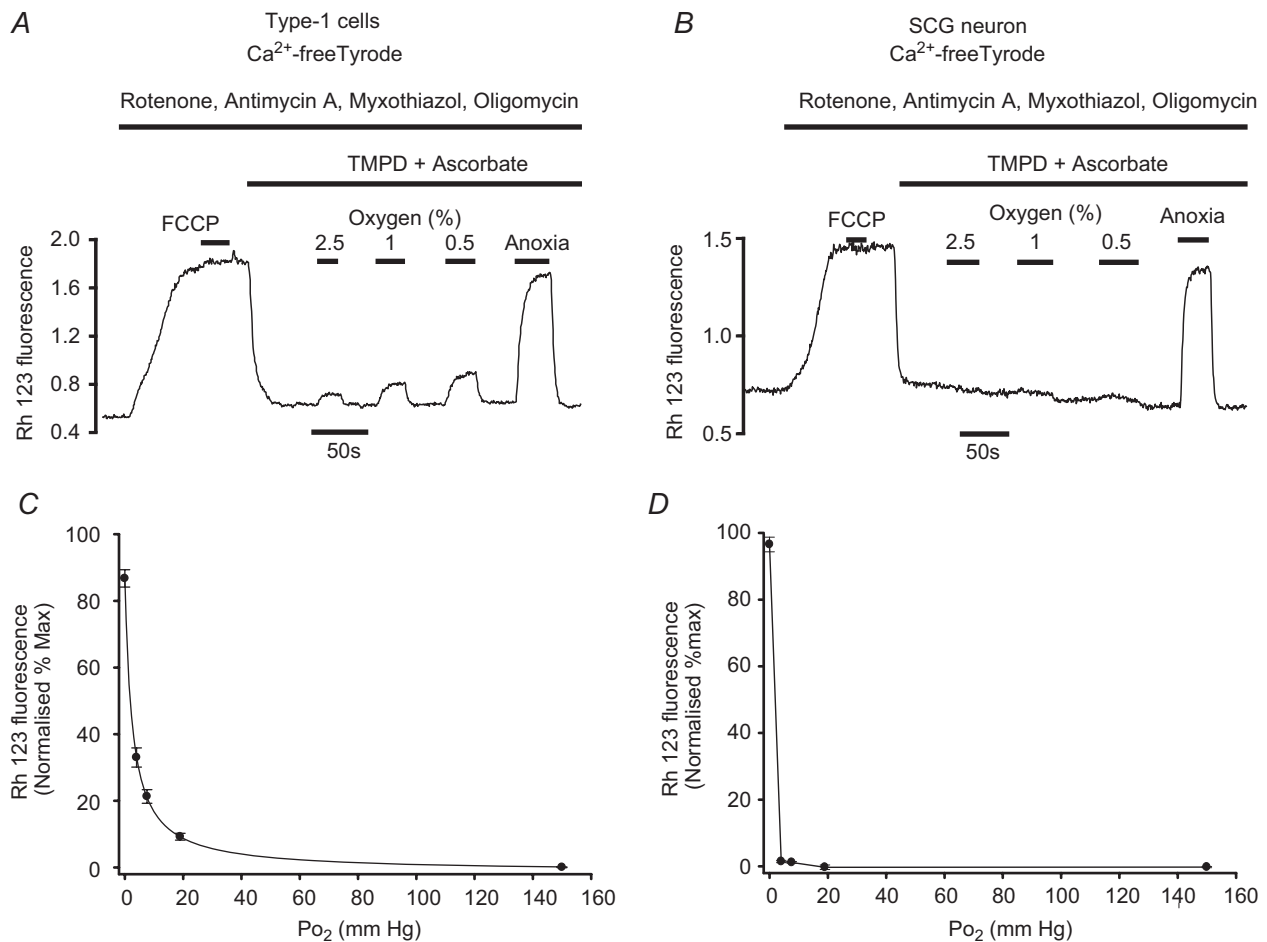 A
Type-1 cells
Ca2+-freeTyrode
Rotenone, Antimycin A, Myxothiazol, Oligomycin
TMPD + Ascorbate
FCCP
Oxygen (%)
2.5 1 0.5 Anoxia
2.0
1.6
1.2
0.8
0.4
Rh 123 fluorescence
50s
B
SCG neuron
Ca2+-freeTyrode
Rotenone, Antimycin A, Myxothiazol, Oligomycin
TMPD + Ascorbate
FCCP
Oxygen (%)
2.5 1 0.5
Anoxia
1.5
1.0
0.5
Rh 123 fluorescence
50s
C
100
80
60
40
20
0
Rh 123 fluorescence
(Normalised % Max)
0 20 40 60 80 100 120 140 160
Po2 (mm Hg)
D
100
80
60
40
20
0
Rh 123 fluorescence
(Normalised %max)
0 20 40 60 80 100 120 140 160
Po2 (mm Hg)